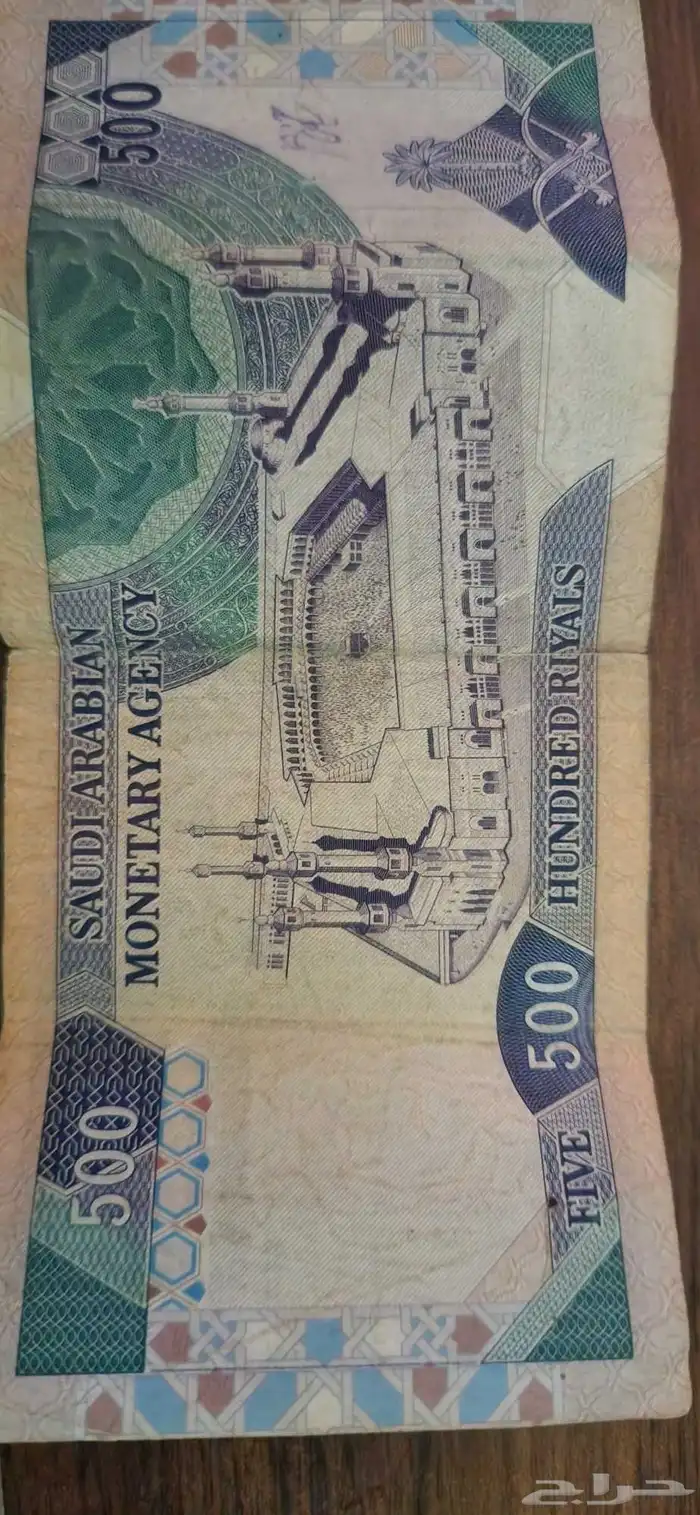 500
SAUDI ARABIAN
MONETARY AGENCY
500
500
FIVE HUNDRED RIYALS
حراج